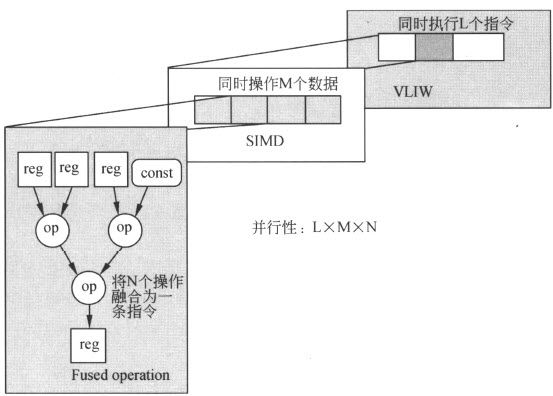 同时执行L个指令
VLIW
同时操作M个数据
SIMD
reg reg reg const
op op
并行性：L×M×N
op
将N个操作
融合为一
条指令
reg
Fused operation